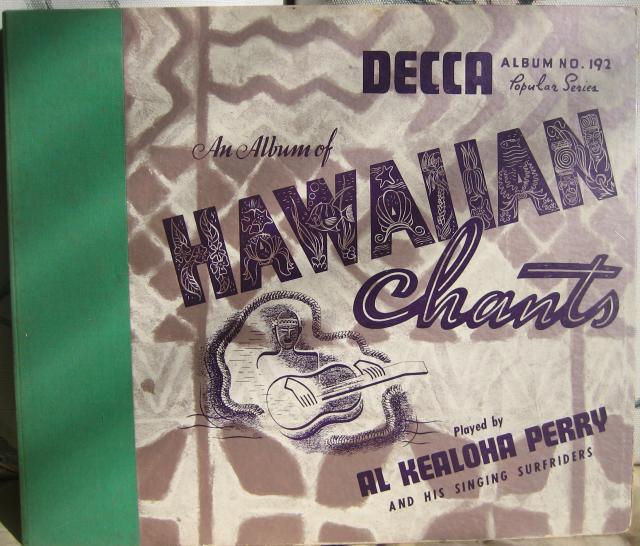 DECCA ALBUM NO. 192
Popular Series
An Album of
HAWAIIAN
Chants
Played by
AL KEALOHA PERRY
AND HIS SINGING SURFRIDERS